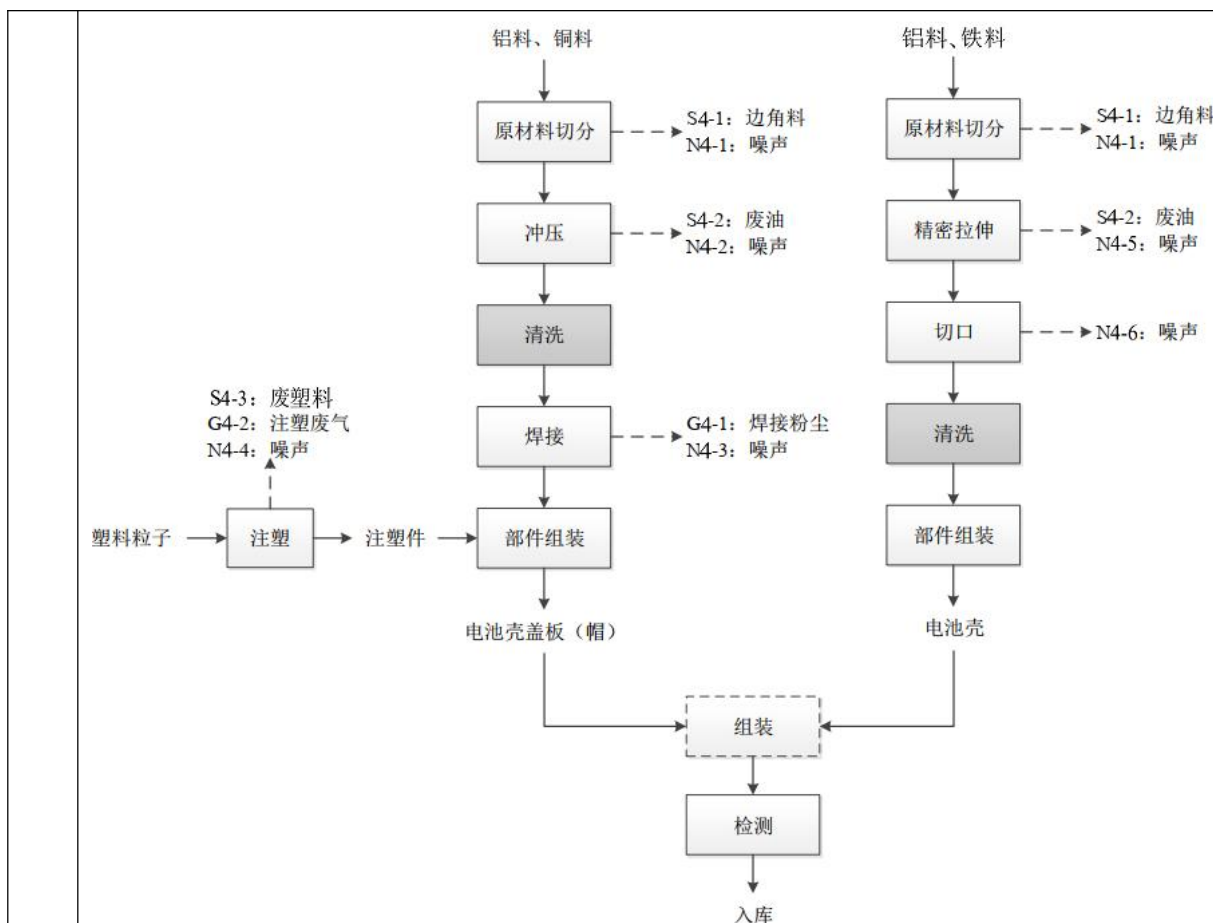 铝料、铜料
铝料、铁料
原材料切分
S4-1：边角料
N4-1：噪声
原材料切分
S4-1：边角料
N4-1：噪声
冲压
S4-2：废油
N4-2：噪声
精密拉伸
S4-2：废油
N4-5：噪声
清洗
切口
N4-6：噪声
S4-3：废塑料
G4-2：注塑废气
N4-4：噪声
焊接
G4-1：焊接粉尘
N4-3：噪声
清洗
塑料粒子
注塑
注塑件
部件组装
部件组装
电池壳盖板（帽）
电池壳
组装
检测
入库